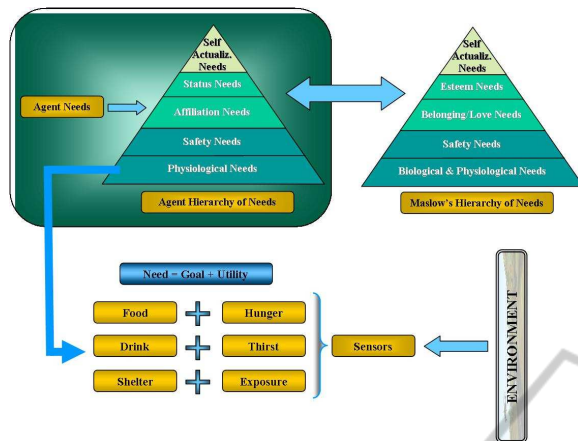 Self
Actualiz.
Needs
Status Needs
Affiliation Needs
Safety Needs
Physiological Needs
Agent Needs
Agent Hierarchy of Needs
Self
Actualiz.
Needs
Esteem Needs
Belonging/Love Needs
Safety Needs
Biological & Physiological Needs
Maslow's Hierarchy of Needs
Need = Goal + Utility
Food
Hunger
Drink
Thirst
Shelter
Exposure
Sensors
ENVIRONMENT